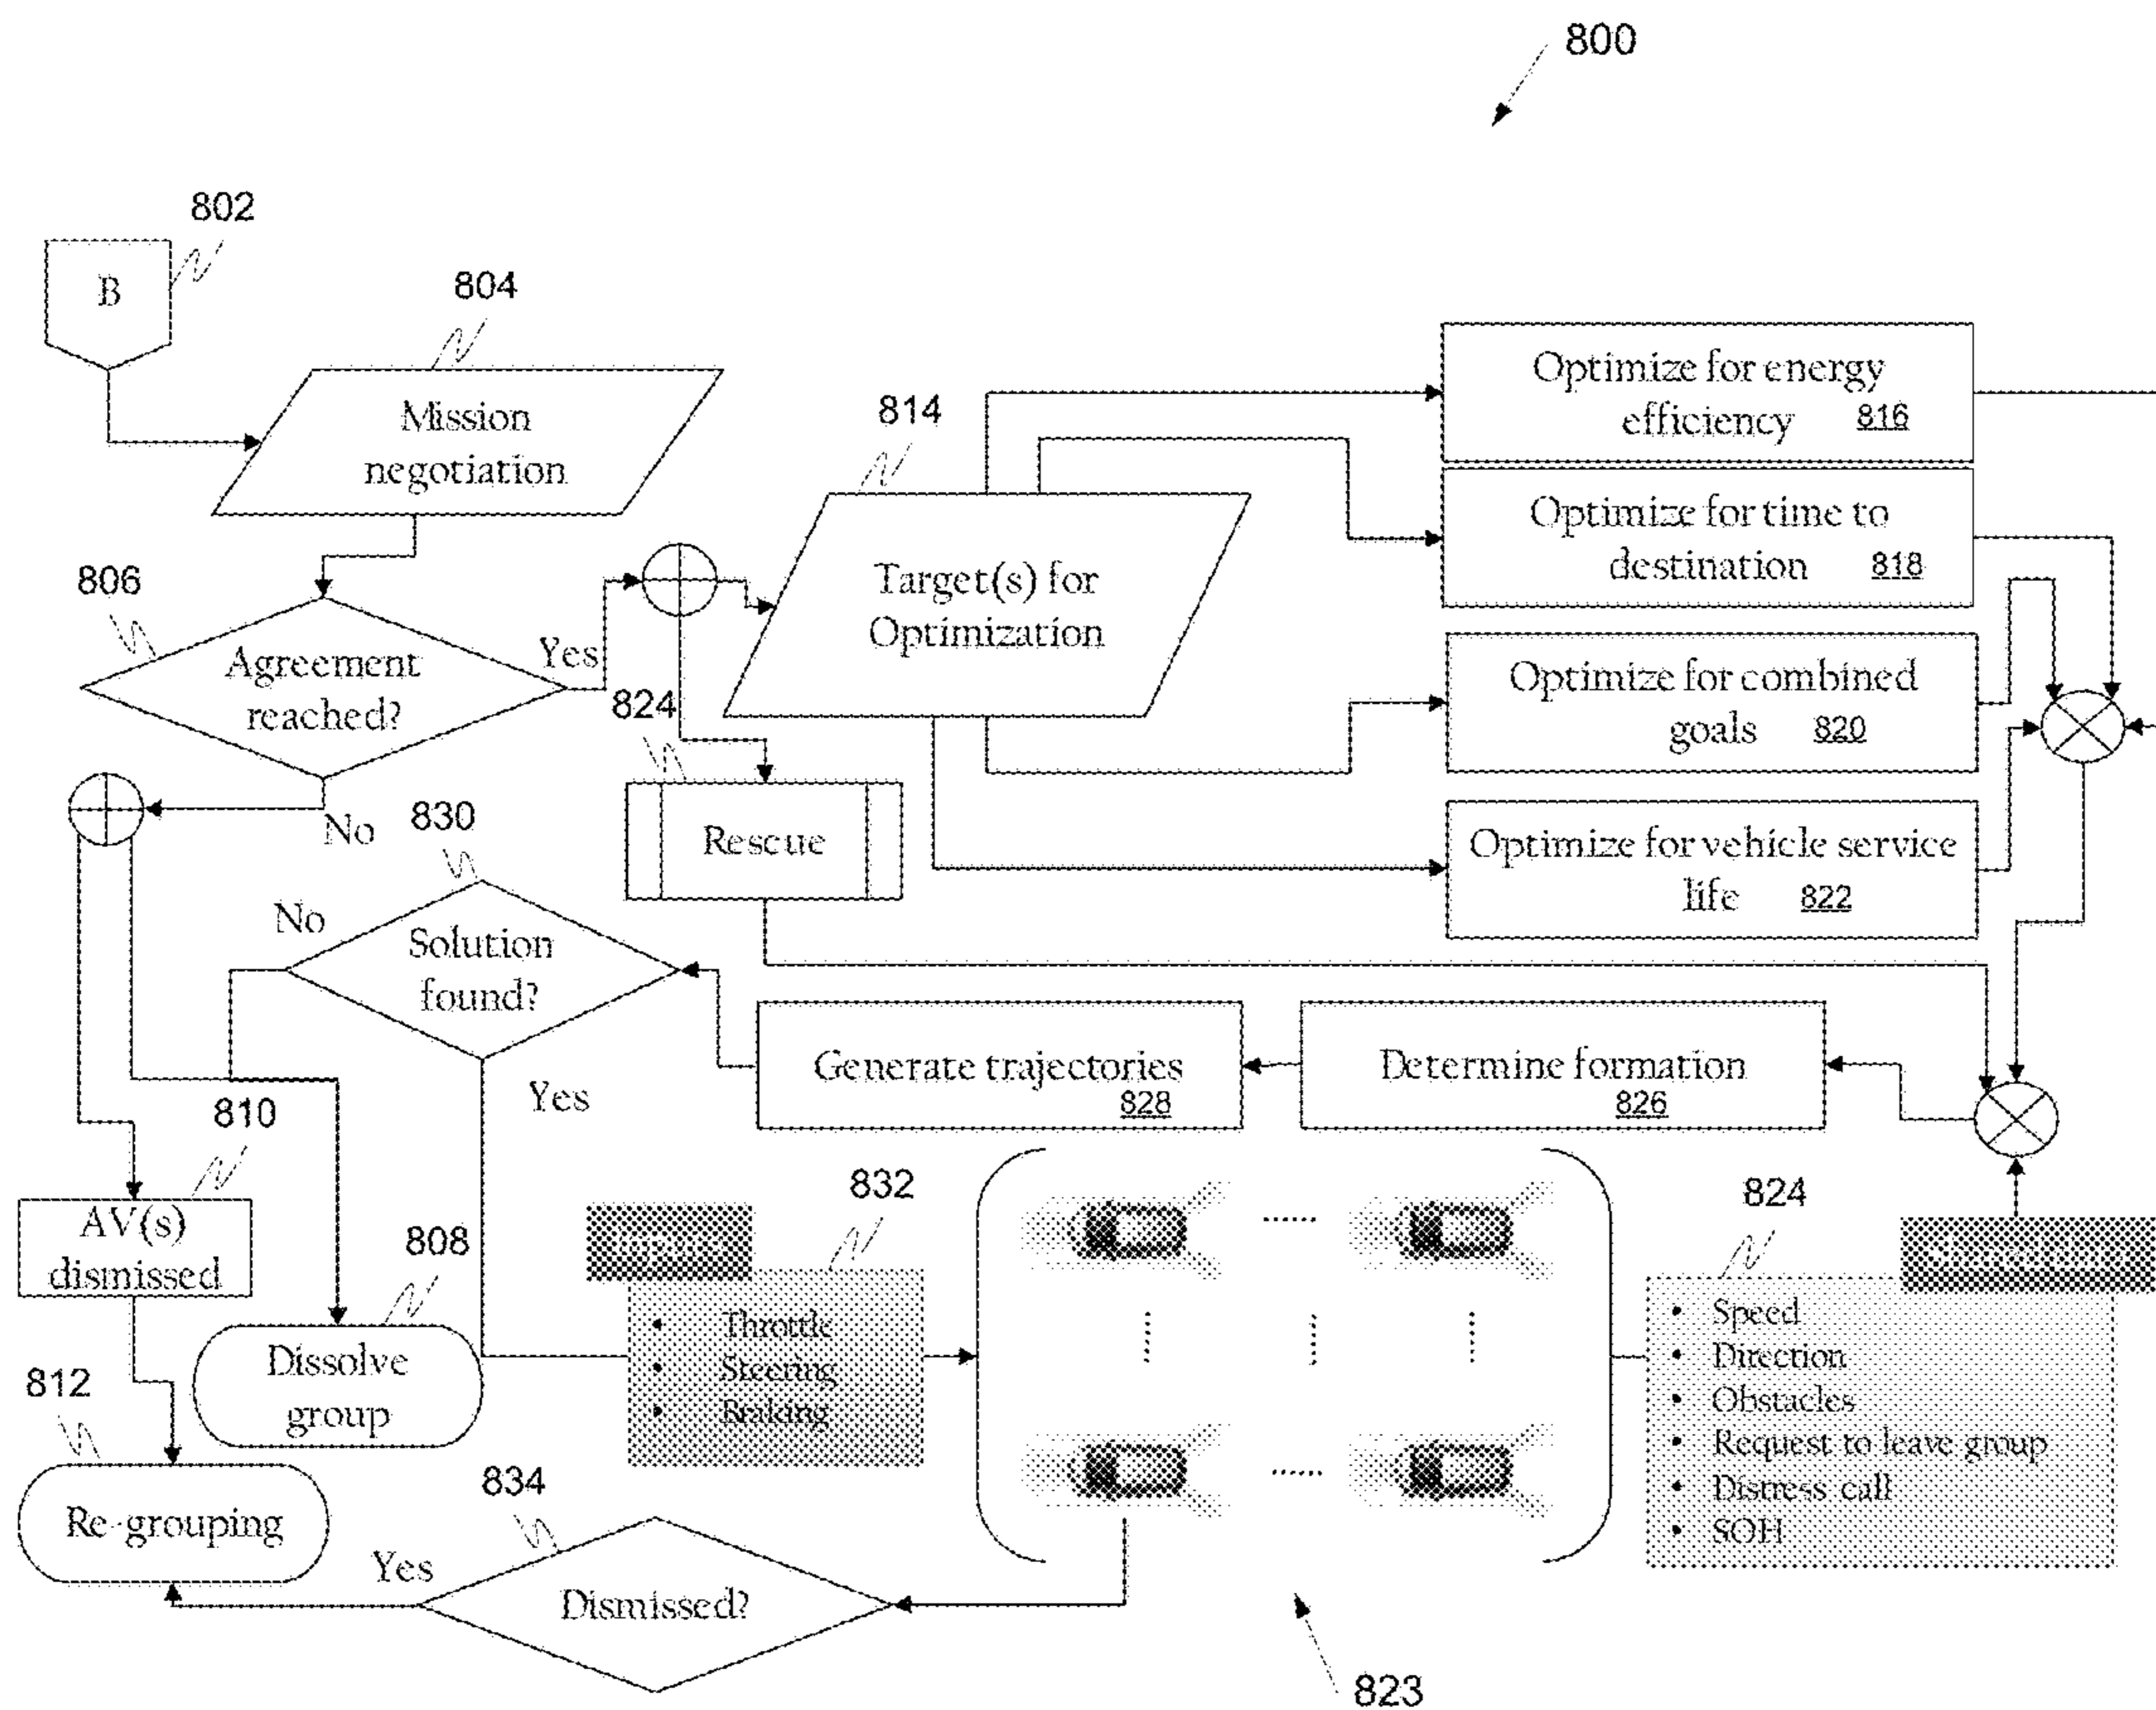 800
802
B
804
Mission
negotiation
806
Agreement
reached?
Yes
No
814
Target(s) for
Optimization
Optimize for energy
efficiency 816
Optimize for time to
destination 818
Optimize for combined
goals 820
Optimize for vehicle service
life 822
824
Rescue
830
No
Solution
found?
Yes
Generate trajectories
828
Determine formation
826
810
AV(s)
dismissed
808
Dissolve
group
812
Re-grouping
832
• Throttle
• Steering
• Braking
824
• Speed
• Direction
• Obstacles
• Request to leave group
• Distress call
• SOH
834
Yes
Dismissed?
823